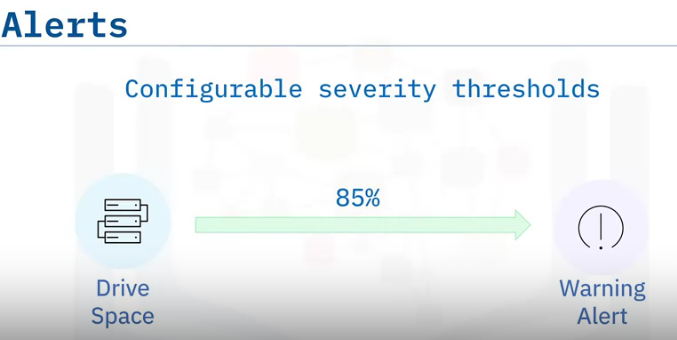 Alerts
Configurable severity thresholds
85%
Drive
Space
Warning
Alert